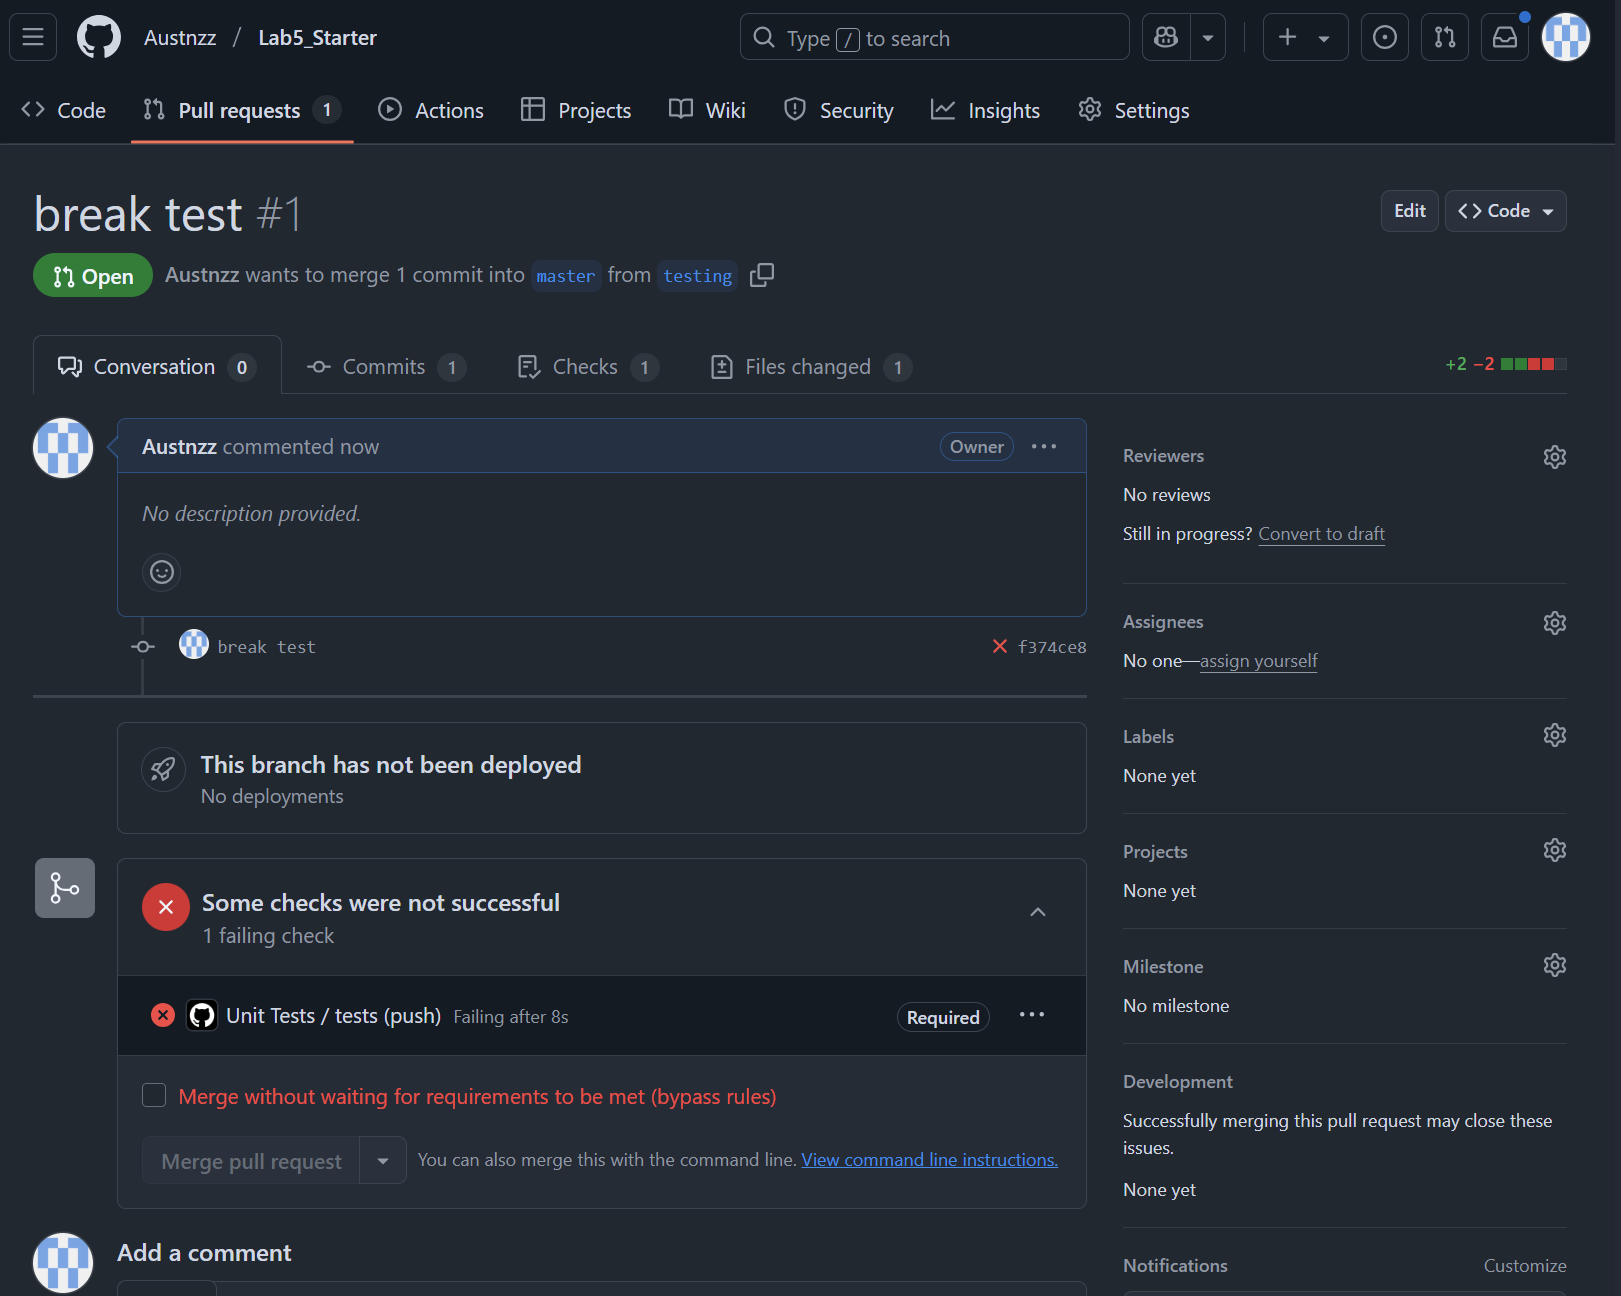 Austnzz / Lab5_Starter
Type / to search
Code
Pull requests 1
Actions
Projects
Wiki
Security
Insights
Settings
break test #1
Edit
Code
Open
Austnzz wants to merge 1 commit into master from testing
Conversation 0
Commits 1
Checks 1
Files changed 1
+2 −2
Austnzz commented now
Owner
No description provided.
break test
f374ce8
This branch has not been deployed
No deployments
Some checks were not successful
1 failing check
Unit Tests / tests (push) Failing after 8s
Required
Merge without waiting for requirements to be met (bypass rules)
Merge pull request
You can also merge this with the command line. View command line instructions.
Add a comment
Reviewers
No reviews
Still in progress? Convert to draft
Assignees
No one—assign yourself
Labels
None yet
Projects
None yet
Milestone
No milestone
Development
Successfully merging this pull request may close these
issues.
None yet
Notifications
Customize